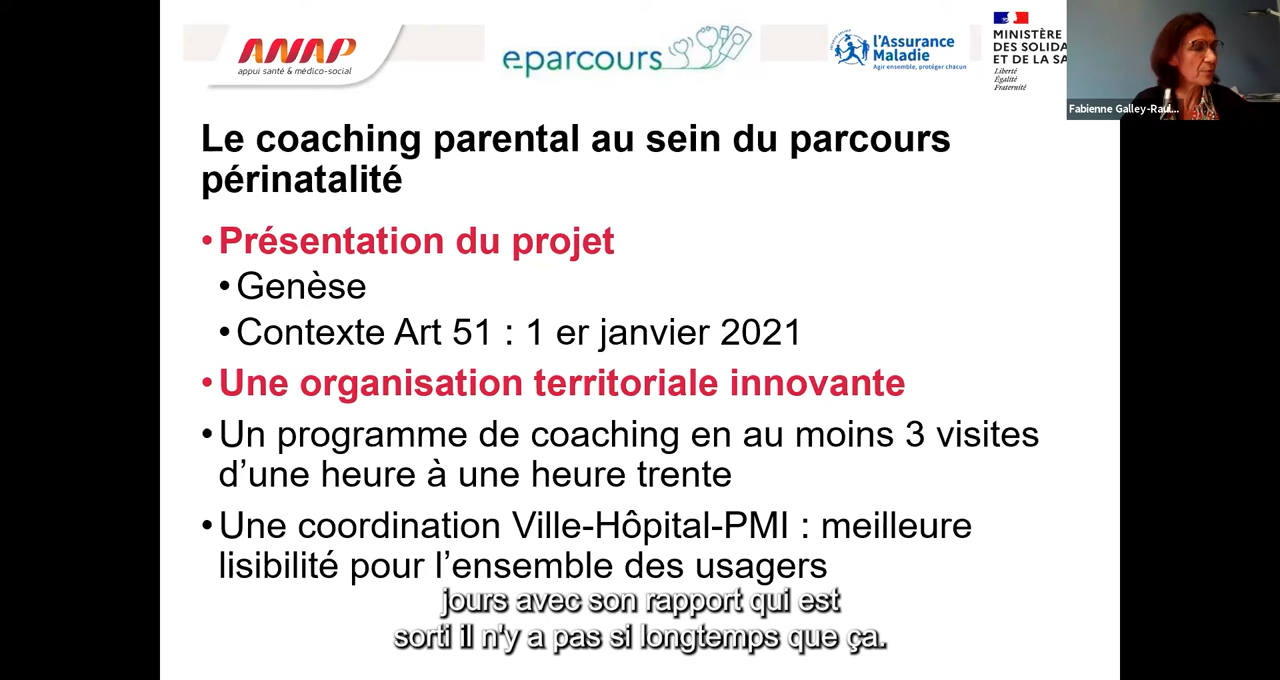 ANAP
appui santé & médico-social
eparcours
l'Assurance
Maladie
Agir ensemble, protéger chacun
MINISTÈRE
DES SOLIDA
ET DE LA SA
Liberté
Égalité
Fraternité
Fabienne Galley-Raul...
Le coaching parental au sein du parcours
périnatalité
•Présentation du projet
•Genèse
•Contexte Art 51 : 1 er janvier 2021
•Une organisation territoriale innovante
•Un programme de coaching en au moins 3 visites
d’une heure à une heure trente
•Une coordination Ville-Hôpital-PMI : meilleure
lisibilité pour l’ensemble des usagers
jours avec son rapport qui est
sorti il n'y a pas si longtemps que ça.